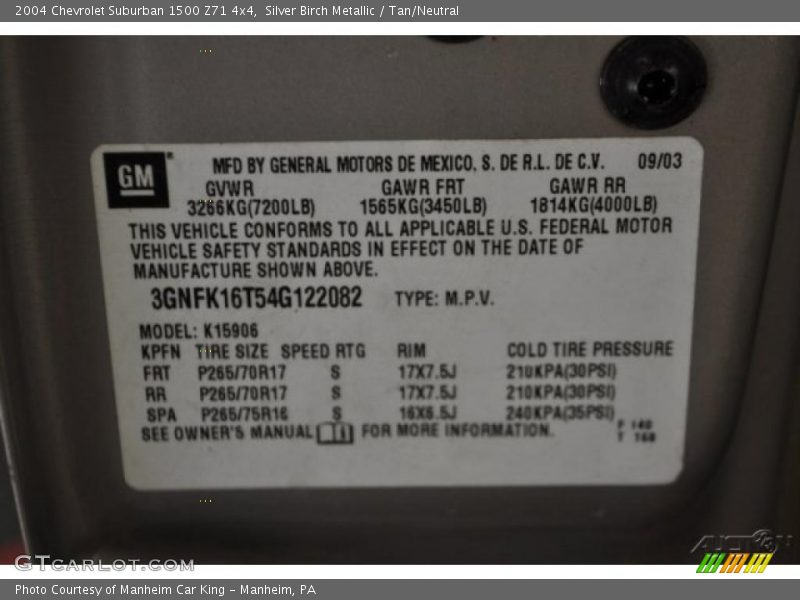 2004 Chevrolet Suburban 1500 Z71 4x4,  Silver Birch Metallic / Tan/Neutral
GM
MFD BY GENERAL MOTORS DE MEXICO, S. DE R.L. DE C.V. 09/03
GVWR GAWR FRT GAWR RR
3266KG(7200LB) 1565KG(3450LB) 1814KG(4000LB)
THIS VEHICLE CONFORMS TO ALL APPLICABLE U.S. FEDERAL MOTOR
VEHICLE SAFETY STANDARDS IN EFFECT ON THE DATE OF
MANUFACTURE SHOWN ABOVE.
3GNFK16T54G122082 TYPE: M.P.V.
MODEL: K15906
KPFN TIRE SIZE SPEED RTG RIM COLD TIRE PRESSURE
FRT P265/70R17 S 17X7.5J 210KPA(30PSI)
RR P265/70R17 S 17X7.5J 210KPA(30PSI)
SPA P265/75R16 S 16X6.5J 240KPA(35PSI)
SEE OWNER'S MANUAL FOR MORE INFORMATION.
F 140
T 168
GTCARLOT.COM
Photo Courtesy of Manheim Car King - Manheim, PA